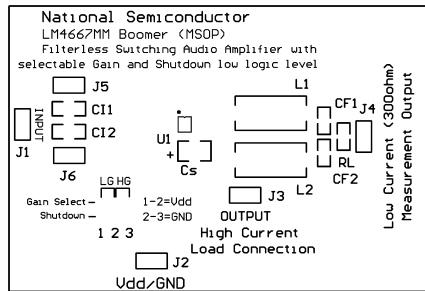 National Semiconductor
LM4667MM Boomer (MSOP)
Filterless Switching Audio Amplifier with
selectable Gain and Shutdown low logic level
J5
CI1
INPUT
CI2
J1
J6
U1
+
Cs
L1
L2
CF1
J4
RL
CF2
Low Current (300ohm)
Measurement Output
LG HG
Gain Select-
Shutdown-
1 2 3
1-2=Vdd
2-3=GND
J3
OUTPUT
High Current
Load Connection
J2
Vdd/GND